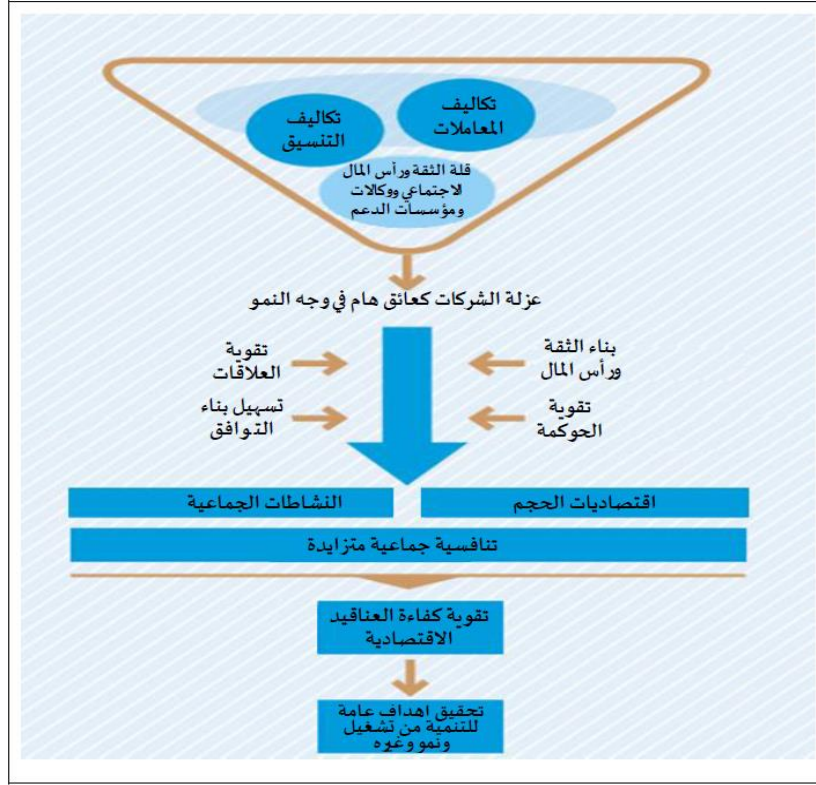 تكاليف
المعاملات
تكاليف
التنسيق
قلة الثقة ورأس المال
الاجتماعي ووكالات
ومؤسسات الدعم
عزلة الشركات كعائق هام في وجه النمو
بناء الثقة
ورأس المال
تقوية
العلاقات
تقوية
الحوكمة
تسهيل بناء
التوافق
اقتصاديات الحجم
النشاطات الجماعية
تنافسية جماعية متزايدة
تقوية كفاءة العناقيد
الاقتصادية
تحقيق اهداف عامة
للتنمية من تشغيل
ونمو وغيره